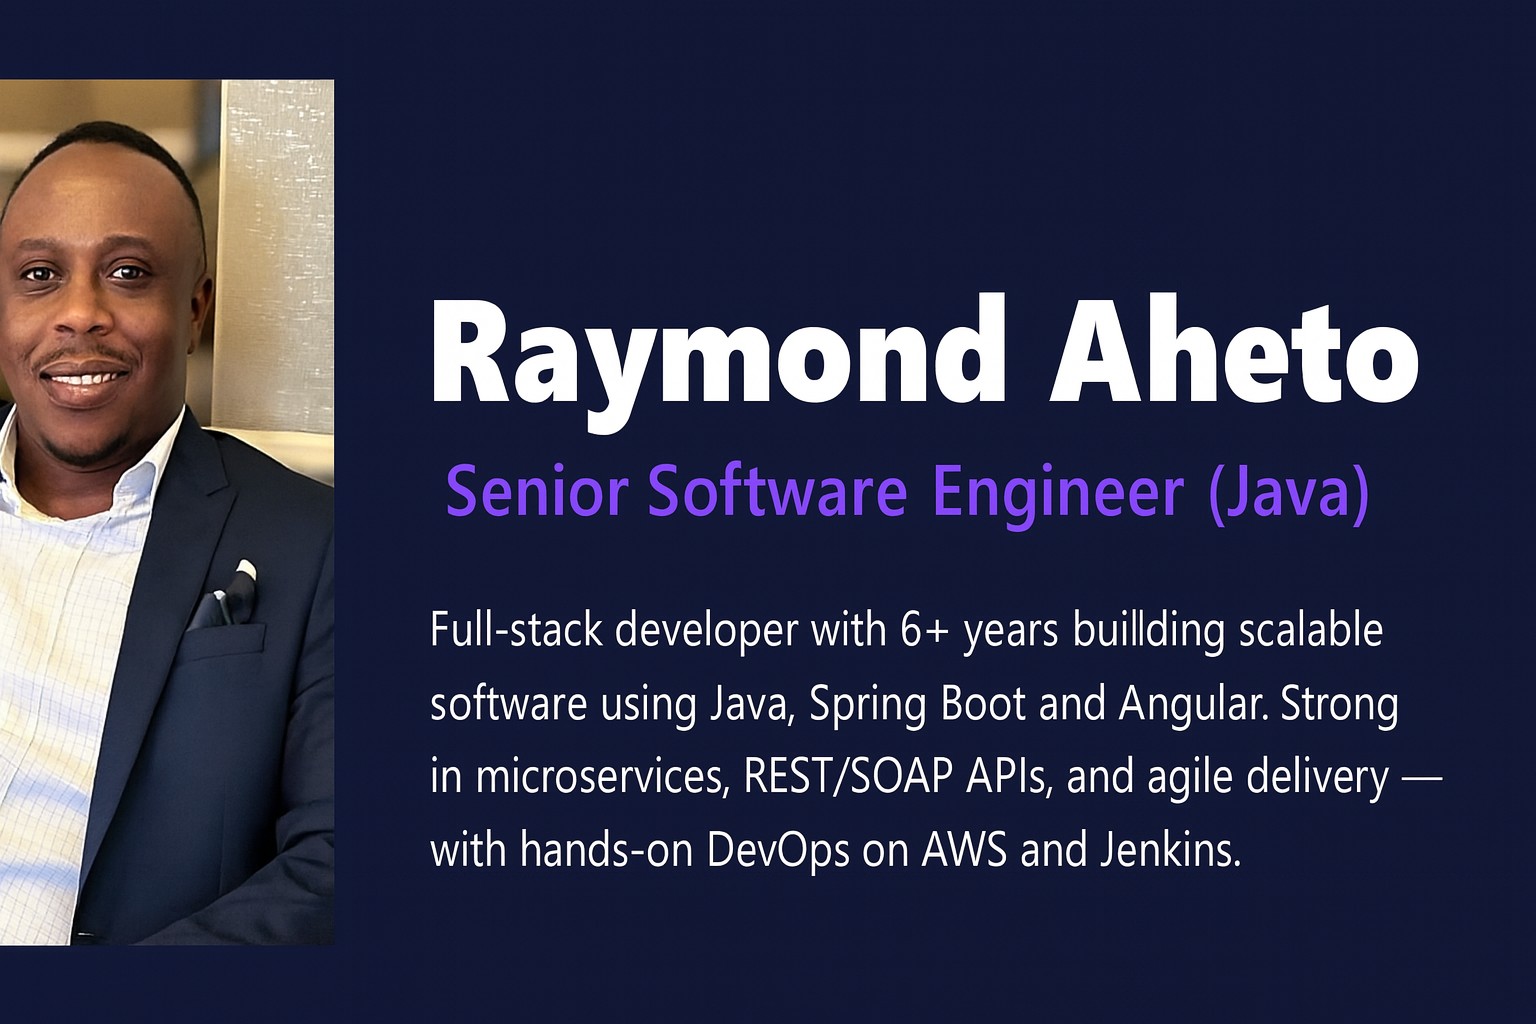 Raymond Aheto
Senior Software Engineer (Java)
Full-stack developer with 6+ years buillding scalable
software using Java, Spring Boot and Angular. Strong
in microservices, REST/SOAP APIs, and agile delivery —
with hands-on DevOps on AWS and Jenkins.